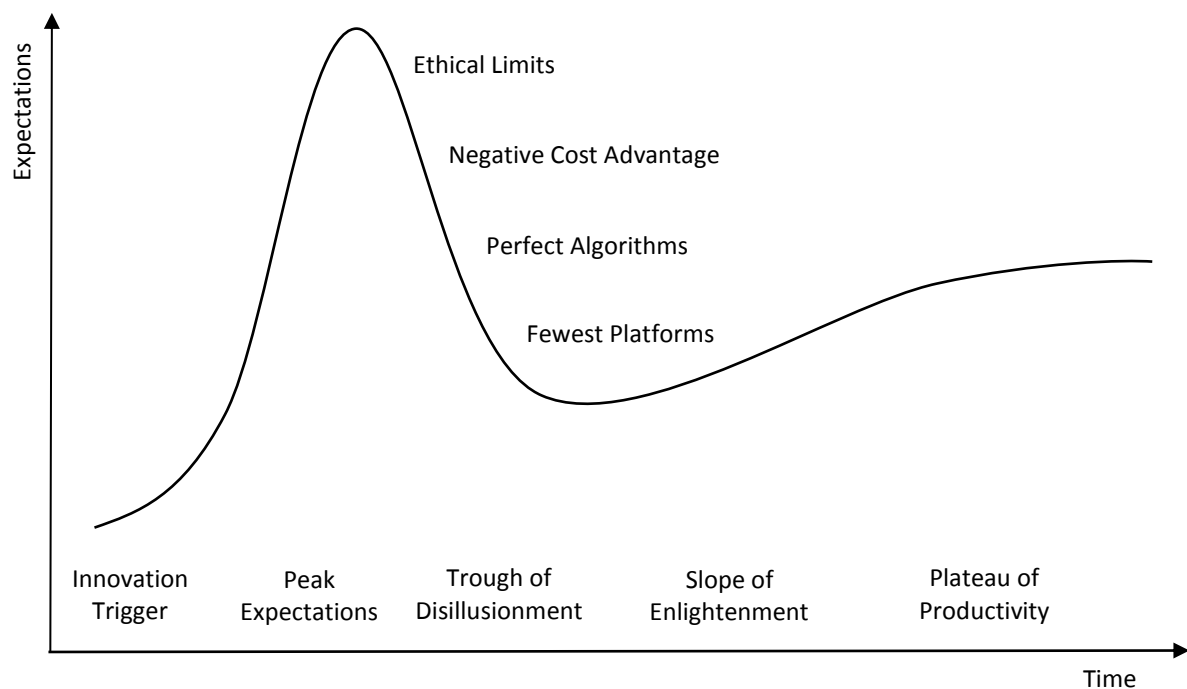 Expectations
Ethical Limits
Negative Cost Advantage
Perfect Algorithms
Fewest Platforms
Innovation
Trigger
Peak
Expectations
Trough of
Disillusionment
Slope of
Enlightenment
Plateau of
Productivity
Time